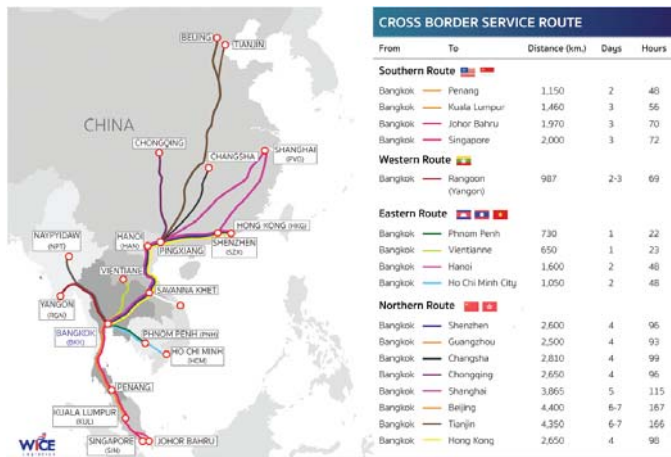 BEIJING
TIANJIN
CHINA
CHONGQING
CHANGSHA
SHANGHAI
(PVG)
HANOI
(HAN)
PINGXIANG
HONG KONG (HKG)
SHENZHEN
(SZX)
NAYPYIDAW
(NPT)
VIENTIANE
SAVANNA KHET
YANGON
(RGN)
BANGKOK
(BKK)
PHNOM PENH (PNH)
HO CHI MINH
(HCM)
PENANG
KUALA LUMPUR
(KUL)
SINGAPORE
(SIN)
JOHOR BAHRU
WICE
Logistics
CROSS BORDER SERVICE ROUTE
From To Distance (km.) Days Hours
Southern Route
Bangkok Penang 1,150 2 48
Bangkok Kuala Lumpur 1,460 3 56
Bangkok Johor Bahru 1,970 3 70
Bangkok Singapore 2,000 3 72
Western Route
Bangkok Rangoon 987 2-3 69
(Yangon)
Eastern Route
Bangkok Phnom Penh 730 1 22
Bangkok Vientiane 650 1 23
Bangkok Hanoi 1,600 2 48
Bangkok Ho Chi Minh City 1,050 2 48
Northern Route
Bangkok Shenzhen 2,600 4 96
Bangkok Guangzhou 2,500 4 93
Bangkok Changsha 2,810 4 99
Bangkok Chongqing 2,650 4 96
Bangkok Shanghai 3,865 5 115
Bangkok Beijing 4,400 6-7 167
Bangkok Tianjin 4,350 6-7 166
Bangkok Hong Kong 2,650 4 98